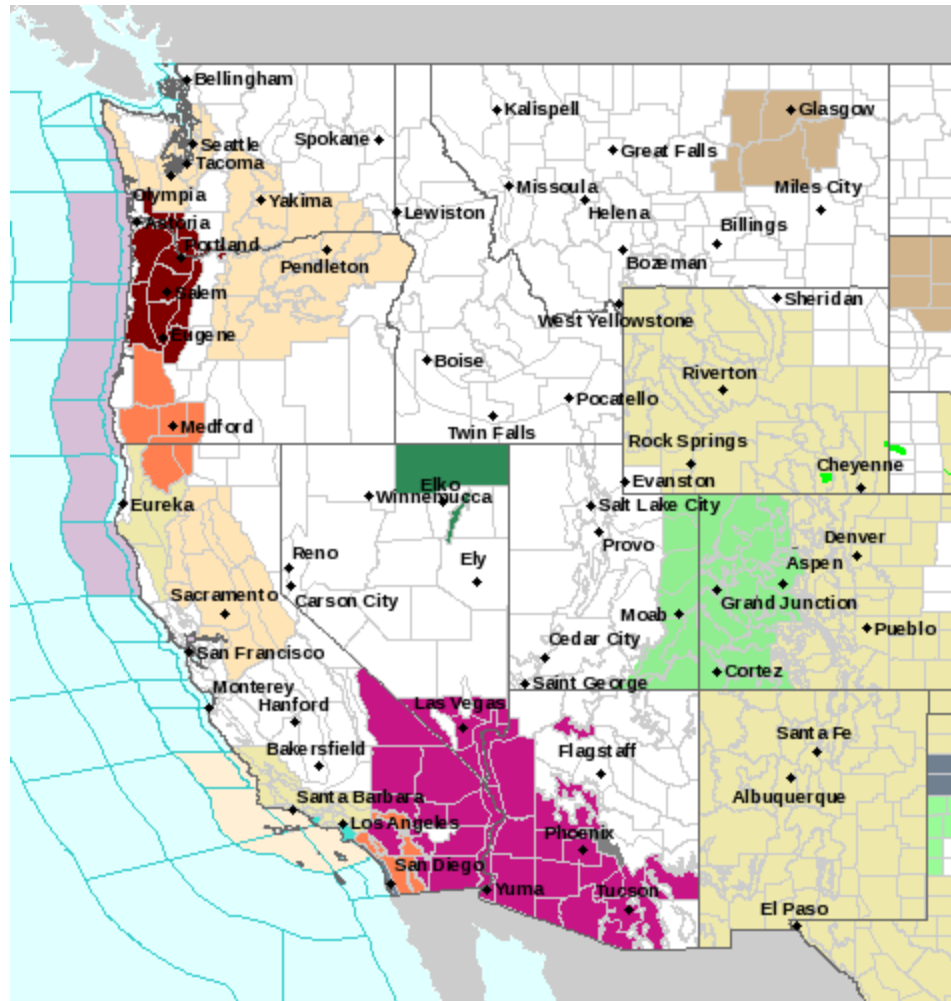 Bellingham
Kalispell
Glasgow
Seattle
Spokane
Great Falls
Tacoma
Miles City
Missoula
Olympia
Yakima
Lewiston
Helena
Astoria
Billings
Portland
Pendleton
Bozeman
Salem
Sheridan
West Yellowstone
Eugene
Boise
Riverton
Pocatello
Medford
Twin Falls
Rock Springs
Cheyenne
Elko
Evanston
Winnemucca
Eureka
Salt Lake City
Denver
Provo
Reno
Ely
Aspen
Sacramento
Carson City
Grand Junction
Moab
Pueblo
Cedar City
San Francisco
Cortez
Saint George
Monterey
Hanford
Las Vegas
Santa Fe
Bakersfield
Flagstaff
Albuquerque
Santa Barbara
Los Angeles
Phoenix
San Diego
Yuma
Tucson
El Paso